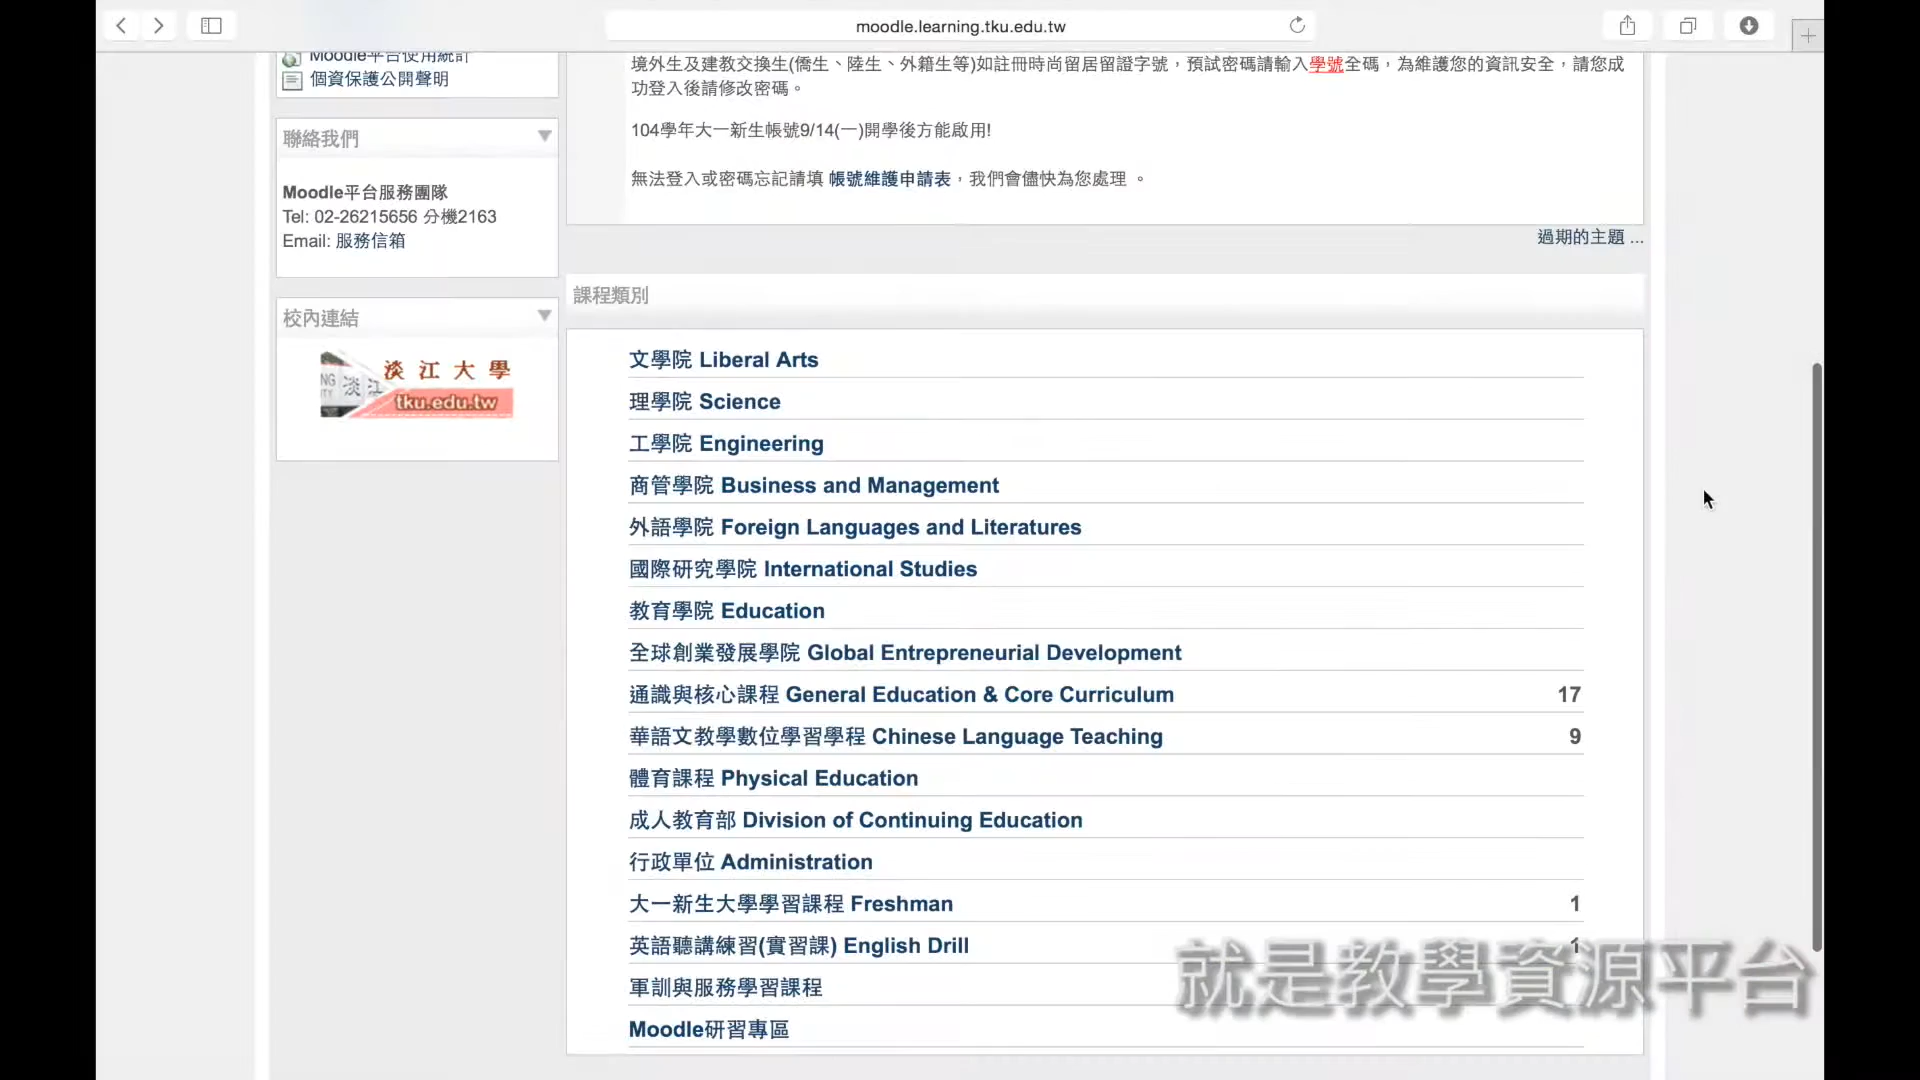 moodle.learning.tku.edu.tw
Moodle平台使用統計
個資保護公開聲明
聯絡我們
Moodle平台服務團隊
Tel: 02-26215656 分機2163
Email: 服務信箱
校內連結
淡江大學
tku.edu.tw
境外生及建教交換生(僑生、陸生、外籍生等)如註冊時尚留居留證字號，預試密碼請輸入學號全碼，為維護您的資訊安全，請您成
功登入後請修改密碼。
104學年大一新生帳號9/14(一)開學後方能啟用!
無法登入或密碼忘記請填 帳號維護申請表，我們會儘快為您處理 。
過期的主題 ...
課程類別
文學院 Liberal Arts
理學院 Science
工學院 Engineering
商管學院 Business and Management
外語學院 Foreign Languages and Literatures
國際研究學院 International Studies
教育學院 Education
全球創業發展學院 Global Entrepreneurial Development
通識與核心課程 General Education & Core Curriculum 17
華語文教學數位學習學程 Chinese Language Teaching 9
體育課程 Physical Education
成人教育部 Division of Continuing Education
行政單位 Administration
大一新生大學學習課程 Freshman 1
英語聽講練習(實習課) English Drill 1
軍訓與服務學習課程
Moodle研習專區
就是教學資源平台